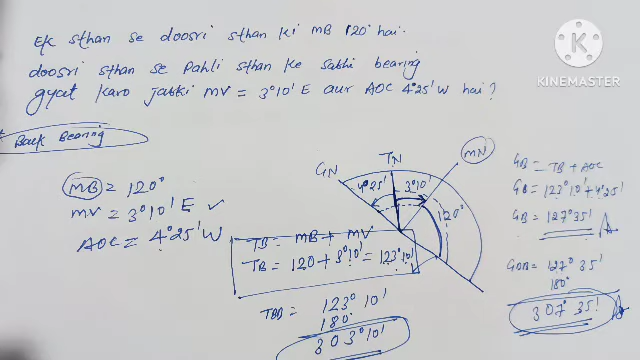 Ek sthan se doosri sthan ki MB 120° hai.
doosri sthan se Pahli sthan ke sabhi bearing
gyat karo jabki MV = 3°10' E aur AOC 4°25' W hai?
K
KINEMASTER
Back Bearing
MB = 120°
MV = 3°10' E
AOC = 4°25' W
GN
TN
MN
4°25'
3°10'
120°
TB = MB + MV
TB = 120 + 3°10' = 123°10'
TBB = 123° 10'
180°
303°10'
GB = TB + AOC
GB = 123°10' + 4°25'
GB = 127°35'
GBB = 127° 35'
180°
307° 35'